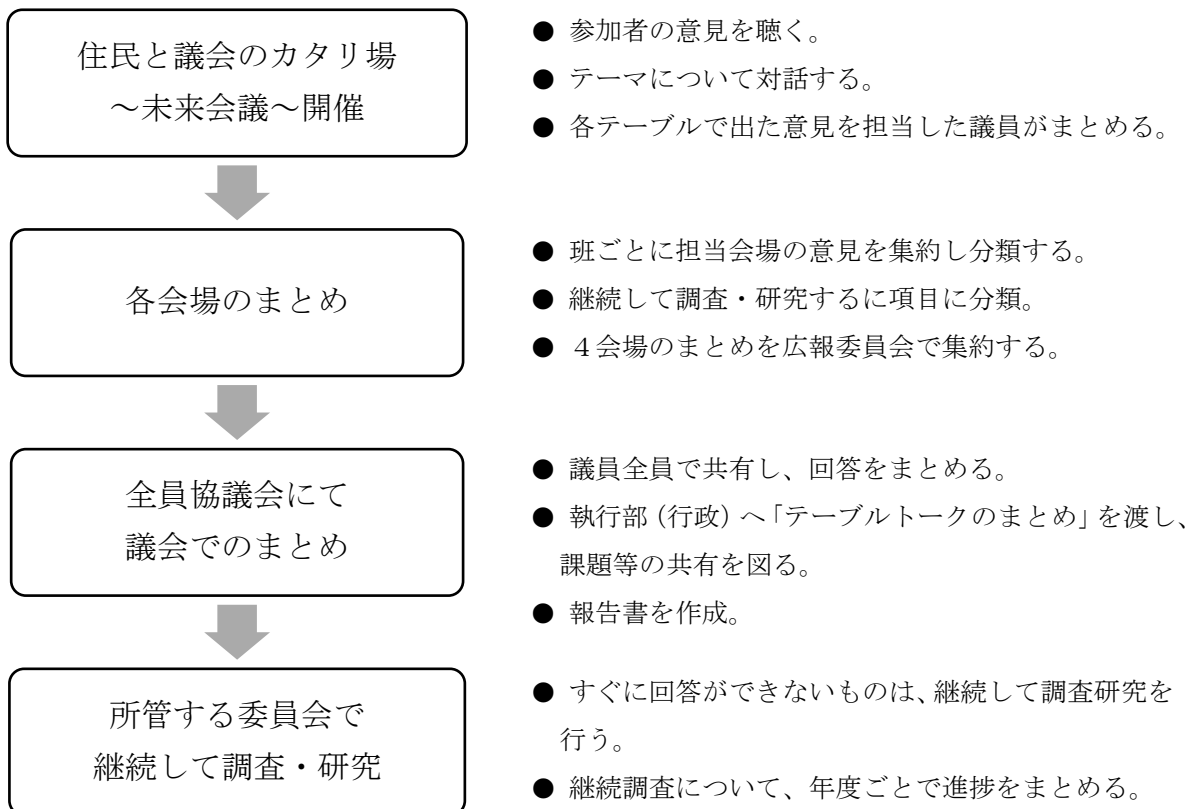 住民と議会のカタリ場
～未来会議～開催
● 参加者の意見を聴く。
● テーマについて対話する。
● 各テーブルで出た意見を担当した議員がまとめる。
各会場のまとめ
● 班ごとに担当会場の意見を集約し分類する。
● 継続して調査・研究するに項目に分類。
● ４会場のまとめを広報委員会で集約する。
全員協議会にて
議会でのまとめ
● 議員全員で共有し、回答をまとめる。
● 執行部（行政）へ「テーブルトークのまとめ」を渡し、
課題等の共有を図る。
● 報告書を作成。
所管する委員会で
継続して調査・研究
● すぐに回答ができないものは、継続して調査研究を
行う。
● 継続調査について、年度ごとで進捗をまとめる。